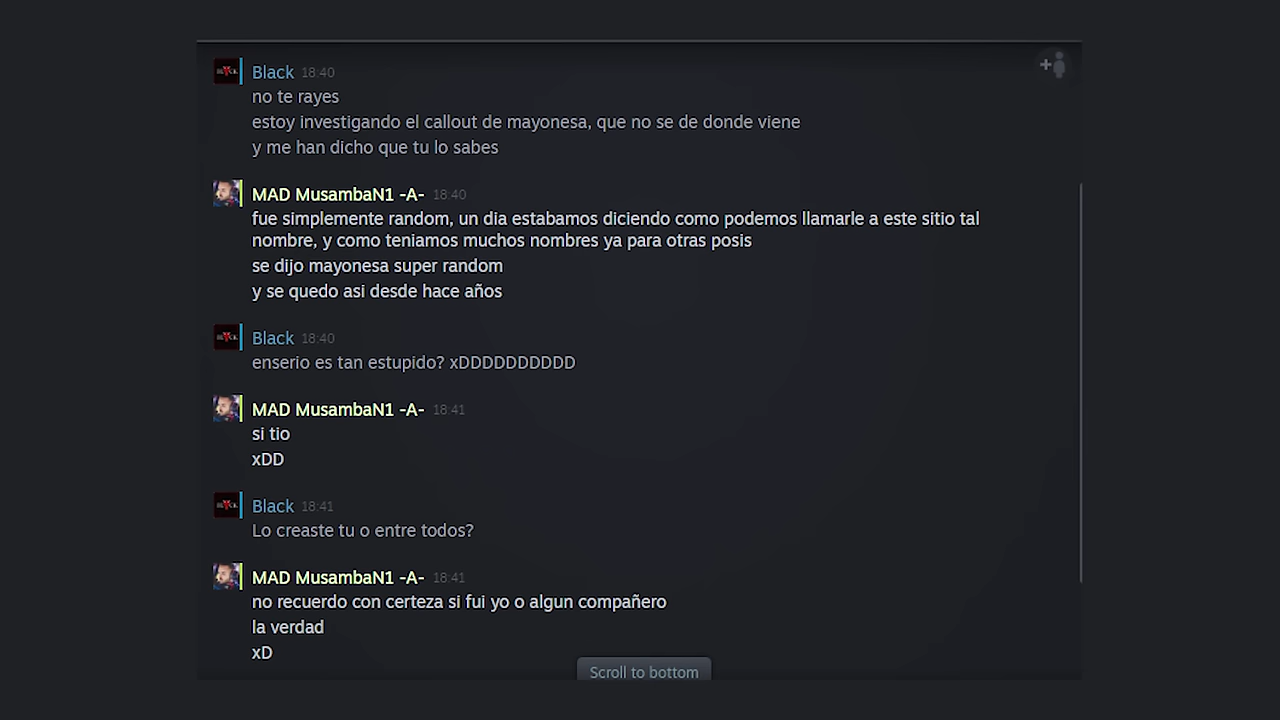 Black 18:40
no te rayes
estoy investigando el callout de mayonesa, que no se de donde viene
y me han dicho que tu lo sabes
MAD MusambaN1 -A- 18:40
fue simplemente random, un dia estabamos diciendo como podemos llamarle a este sitio tal
nombre, y como teniamos muchos nombres ya para otras posis
se dijo mayonesa super random
y se quedo asi desde hace años
Black 18:40
enserio es tan estupido? xDDDDDDDDDD
MAD MusambaN1 -A- 18:41
si tio
xDD
Black 18:41
Lo creaste tu o entre todos?
MAD MusambaN1 -A- 18:41
no recuerdo con certeza si fui yo o algun compañero
la verdad
xD
Scroll to bottom